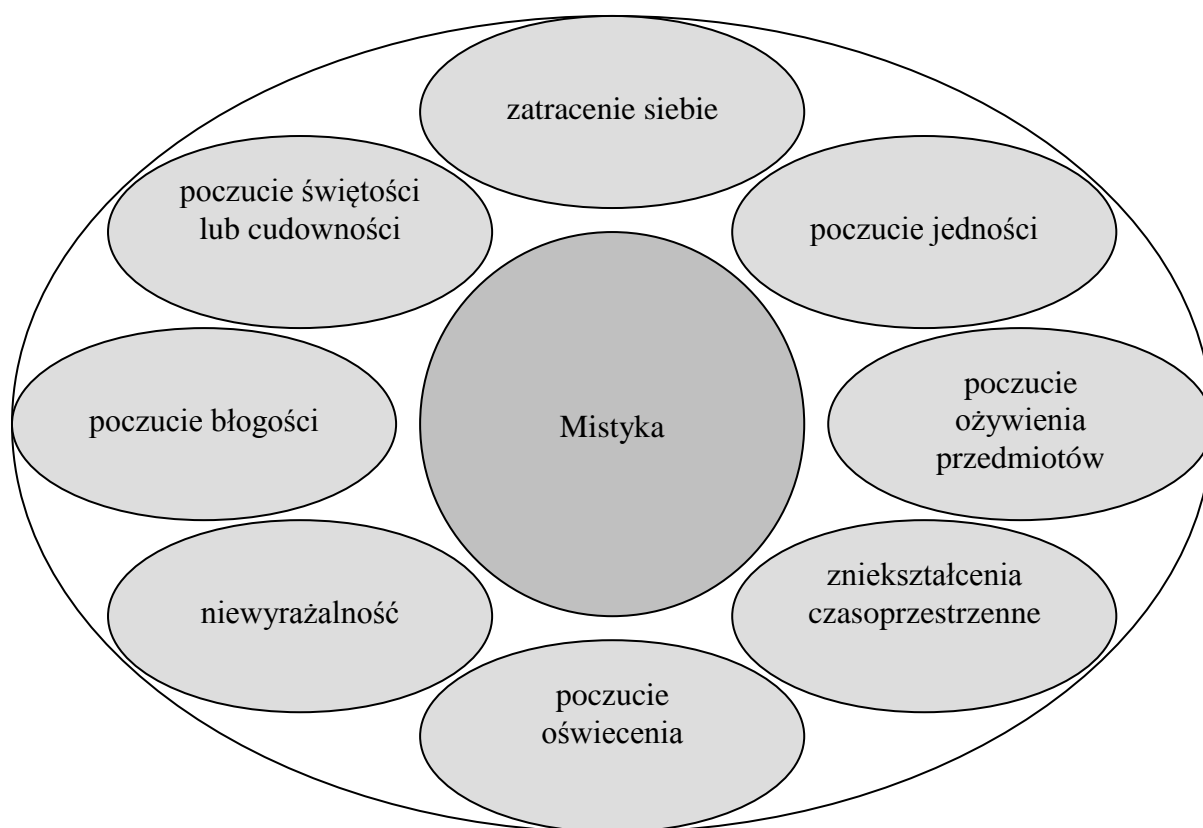 zatracenie siebie
poczucie świętości
lub cudowności
poczucie jedności
poczucie błogości
Mistyka
poczucie
ożywienia
przedmiotów
niewyrażalność
zniekształcenia
czasoprzestrzenne
poczucie
oświecenia